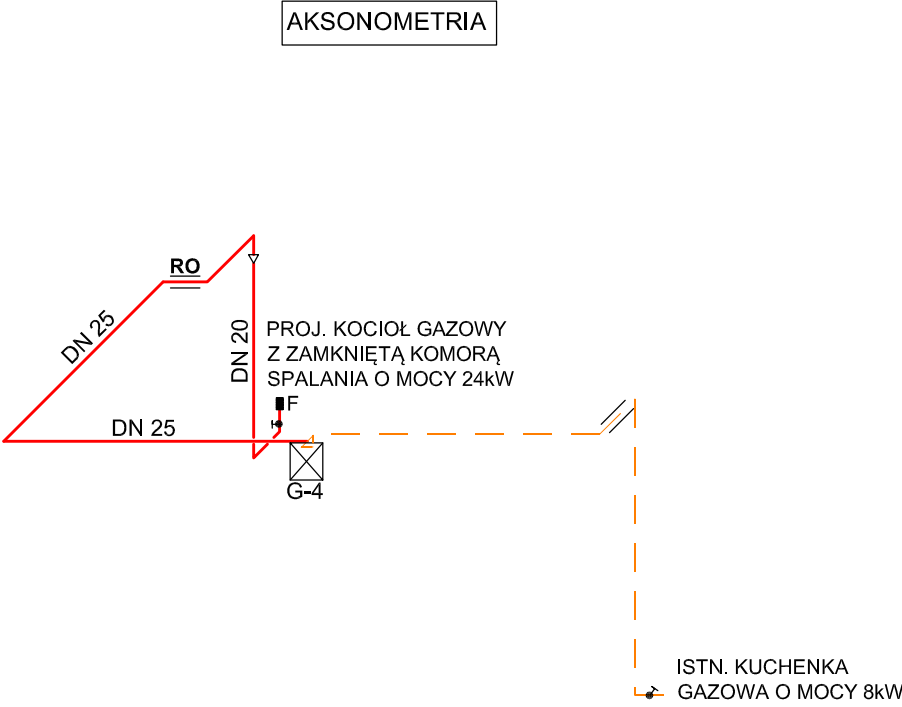 AKSONOMETRIA
RO
DN 25
DN 20
PROJ. KOCIOŁ GAZOWY
Z ZAMKNIĘTĄ KOMORĄ
SPALANIA O MOCY 24kW
F
DN 25
G-4
ISTN. KUCHENKA
GAZOWA O MOCY 8kW